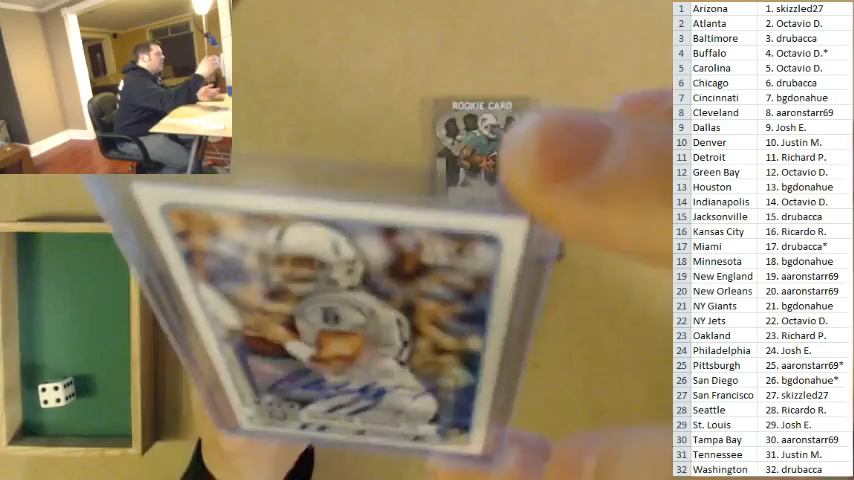 ROOKIE CARD
1 Arizona 1. skizzled27
2 Atlanta 2. Octavio D.
3 Baltimore 3. drubacca
4 Buffalo 4. Octavio D.*
5 Carolina 5. Octavio D.
6 Chicago 6. drubacca
7 Cincinnati 7. bgdonahue
8 Cleveland 8. aaronstarr69
9 Dallas 9. Josh E.
10 Denver 10. Justin M.
11 Detroit 11. Richard P.
12 Green Bay 12. Octavio D.
13 Houston 13. bgdonahue
14 Indianapolis 14. Octavio D.
15 Jacksonville 15. drubacca
16 Kansas City 16. Ricardo R.
17 Miami 17. drubacca*
18 Minnesota 18. bgdonahue
19 New England 19. aaronstarr69
20 New Orleans 20. aaronstarr69
21 NY Giants 21. bgdonahue
22 NY Jets 22. Octavio D.
23 Oakland 23. Richard P.
24 Philadelphia 24. Josh E.
25 Pittsburgh 25. aaronstarr69*
26 San Diego 26. bgdonahue*
27 San Francisco 27. skizzled27
28 Seattle 28. Ricardo R.
29 St. Louis 29. Josh E.
30 Tampa Bay 30. aaronstarr69
31 Tennessee 31. Justin M.
32 Washington 32. drubacca